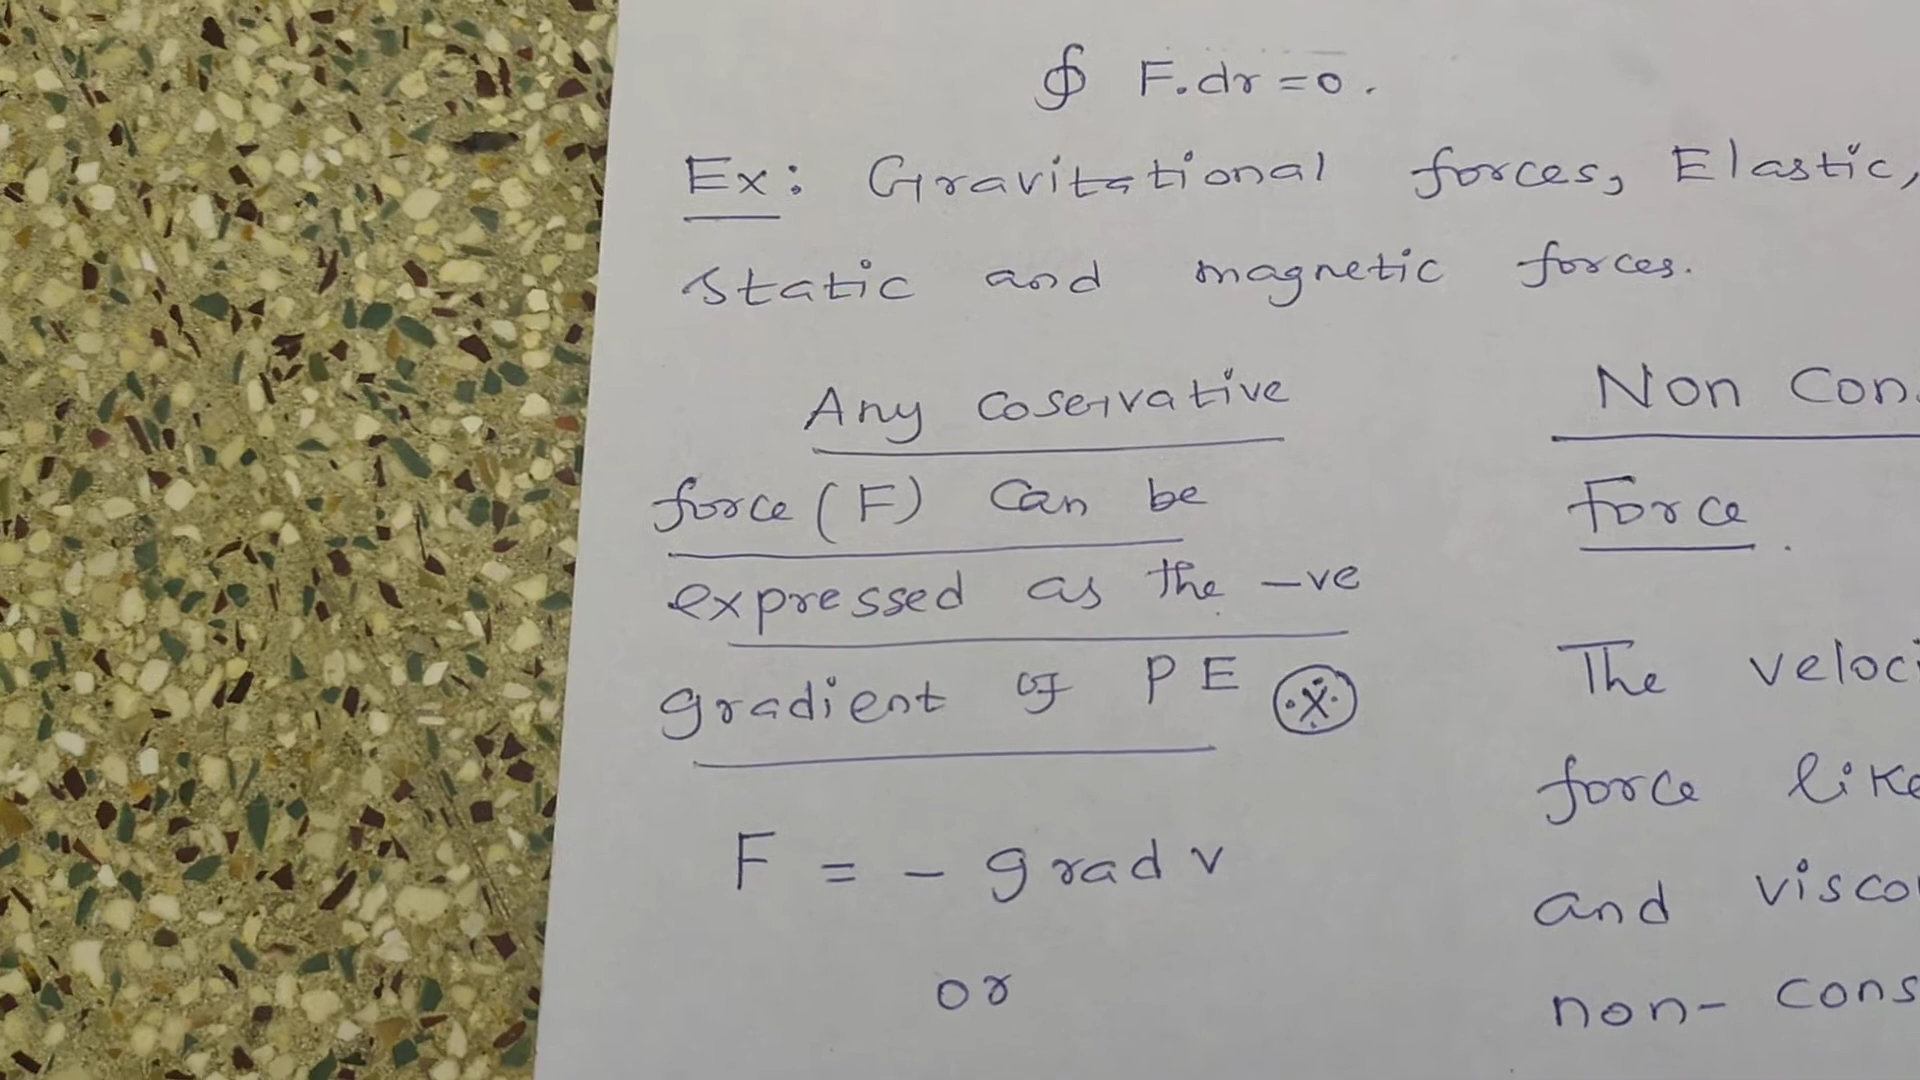 ∮ F.dr = 0.
Ex: Gravitational forces, Elastic,
static and magnetic forces.
Any coservative
force (F) can be
expressed as the -ve
gradient of PE
F = - grad v
or
Non Con
Force.
The veloci
force like
and visco
non- cons